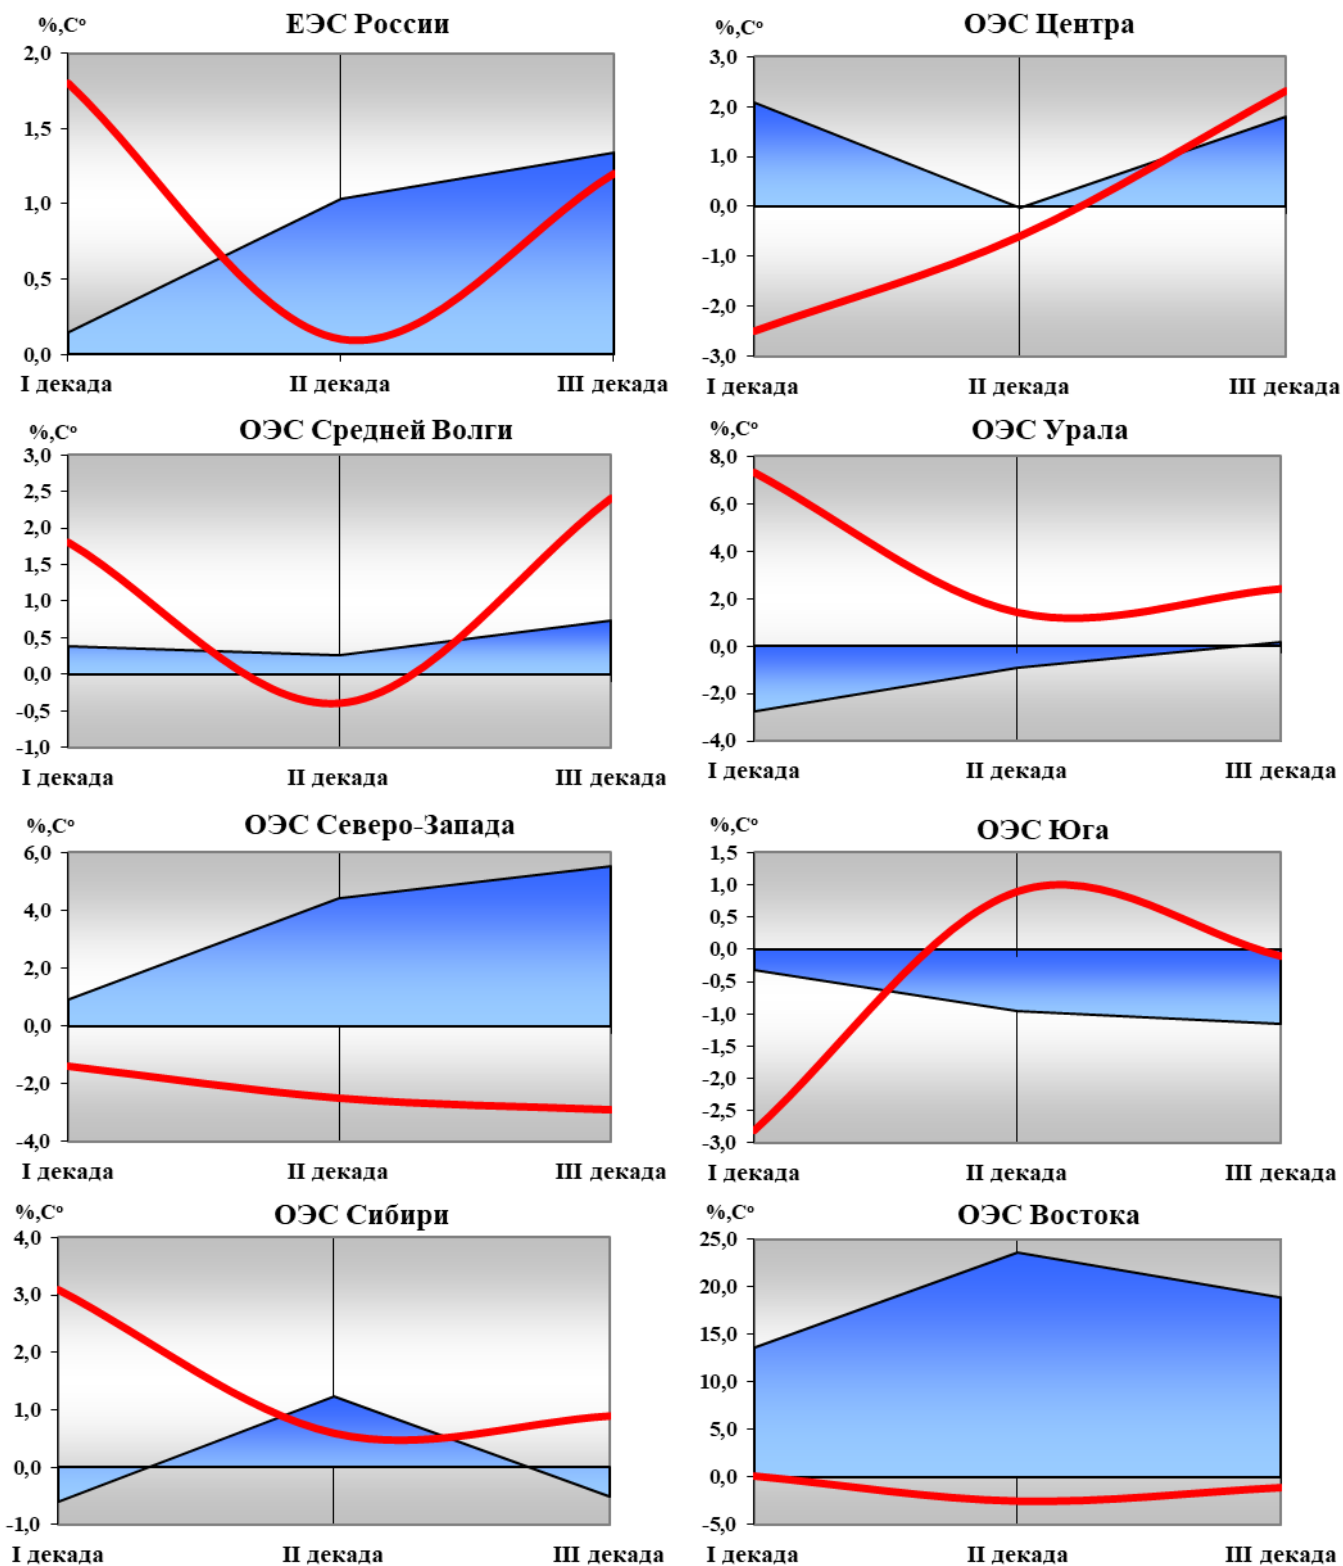 %,С°
ЕЭС России
2,0
1,5
1,0
0,5
0,0
I декада
II декада
III декада
%,С°
ОЭС Центра
3,0
2,0
1,0
0,0
-1,0
-2,0
-3,0
I декада
II декада
III декада
%,С°
ОЭС Средней Волги
3,0
2,5
2,0
1,5
1,0
0,5
0,0
-0,5
-1,0
I декада
II декада
III декада
%,С°
ОЭС Урала
8,0
6,0
4,0
2,0
0,0
-2,0
-4,0
I декада
II декада
III декада
%,С°
ОЭС Северо-Запада
6,0
4,0
2,0
0,0
-2,0
-4,0
I декада
II декада
III декада
%,С°
ОЭС Юга
1,5
1,0
0,5
0,0
-0,5
-1,0
-1,5
-2,0
-2,5
-3,0
I декада
II декада
III декада
%,С°
ОЭС Сибири
4,0
3,0
2,0
1,0
0,0
-1,0
I декада
II декада
III декада
%,С°
ОЭС Востока
25,0
20,0
15,0
10,0
5,0
0,0
-5,0
I декада
II декада
III декада